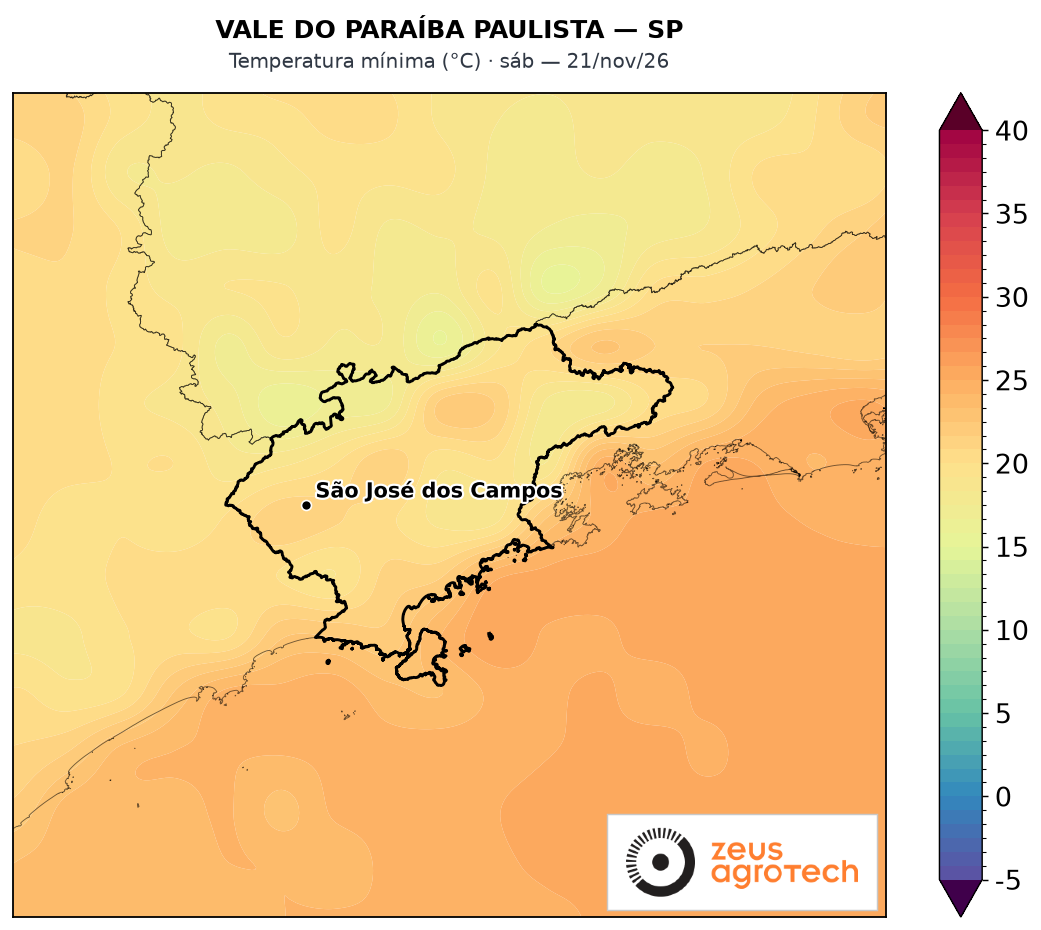 VALE DO PARAÍBA PAULISTA — SP
Temperatura mínima (°C) · sáb — 21/nov/26
40
35
30
25
20
15
10
5
0
-5
São José dos Campos
zeus
agrotech